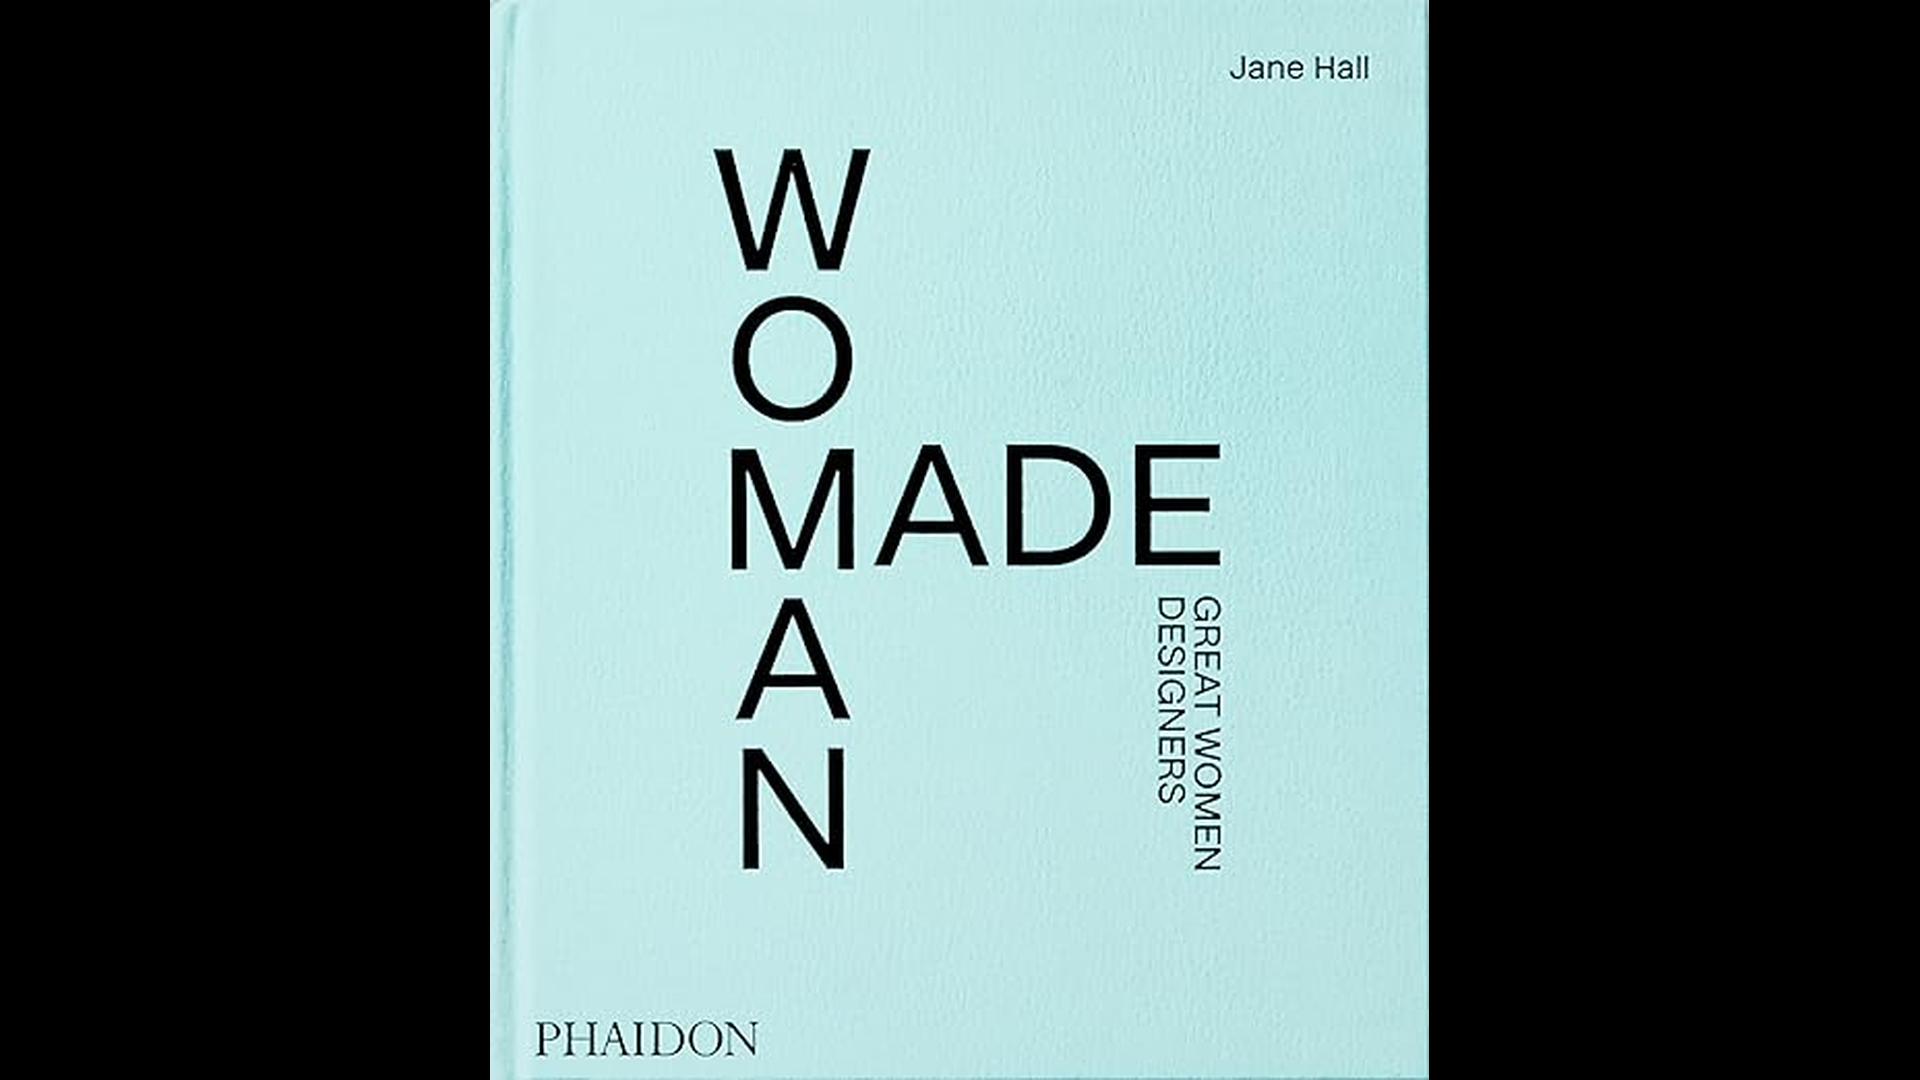 Jane Hall
WOMAN
MADE
GREAT WOMEN
DESIGNERS
PHAIDON